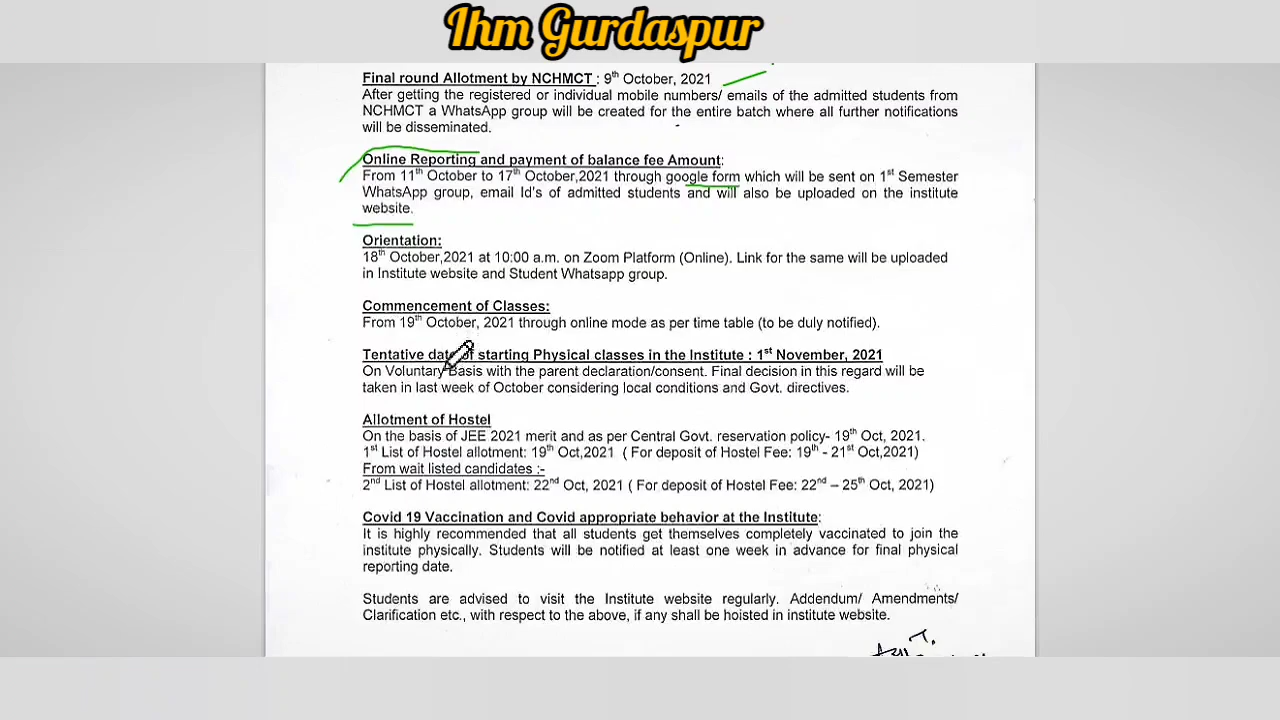 Ihm Gurdaspur
Final round Allotment by NCHMCT : 9th October, 2021
After getting the registered or individual mobile numbers/ emails of the admitted students from
NCHMCT a WhatsApp group will be created for the entire batch where all further notifications
will be disseminated.
Online Reporting and payment of balance fee Amount:
From 11th October to 17th October,2021 through google form which will be sent on 1st Semester
WhatsApp group, email Id's of admitted students and will also be uploaded on the institute
website.
Orientation:
18th October,2021 at 10:00 a.m. on Zoom Platform (Online). Link for the same will be uploaded
in Institute website and Student Whatsapp group.
Commencement of Classes:
From 19th October, 2021 through online mode as per time table (to be duly notified).
Tentative date of starting Physical classes in the Institute : 1st November, 2021
On Voluntary Basis with the parent declaration/consent. Final decision in this regard will be
taken in last week of October considering local conditions and Govt. directives.
Allotment of Hostel
On the basis of JEE 2021 merit and as per Central Govt. reservation policy- 19th Oct, 2021.
1st List of Hostel allotment: 19th Oct,2021 ( For deposit of Hostel Fee: 19th - 21st Oct,2021)
From wait listed candidates :-
2nd List of Hostel allotment: 22nd Oct, 2021 ( For deposit of Hostel Fee: 22nd – 25th Oct, 2021)
Covid 19 Vaccination and Covid appropriate behavior at the Institute:
It is highly recommended that all students get themselves completely vaccinated to join the
institute physically. Students will be notified at least one week in advance for final physical
reporting date.
Students are advised to visit the Institute website regularly. Addendum/ Amendments/
Clarification etc., with respect to the above, if any shall be hoisted in institute website.